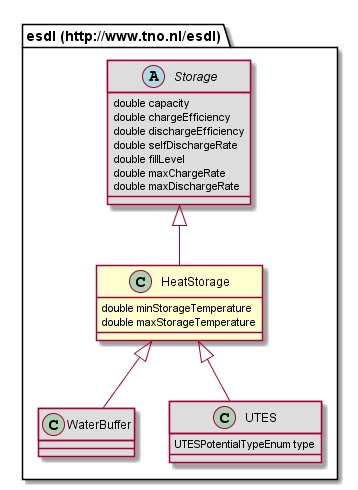 esdl (http://www.tno.nl/esdl)
A Storage
double capacity
double chargeEfficiency
double dischargeEfficiency
double selfDischargeRate
double fillLevel
double maxChargeRate
double maxDischargeRate
C HeatStorage
double minStorageTemperature
double maxStorageTemperature
C WaterBuffer
C UTES
UTESPotentialTypeEnum type